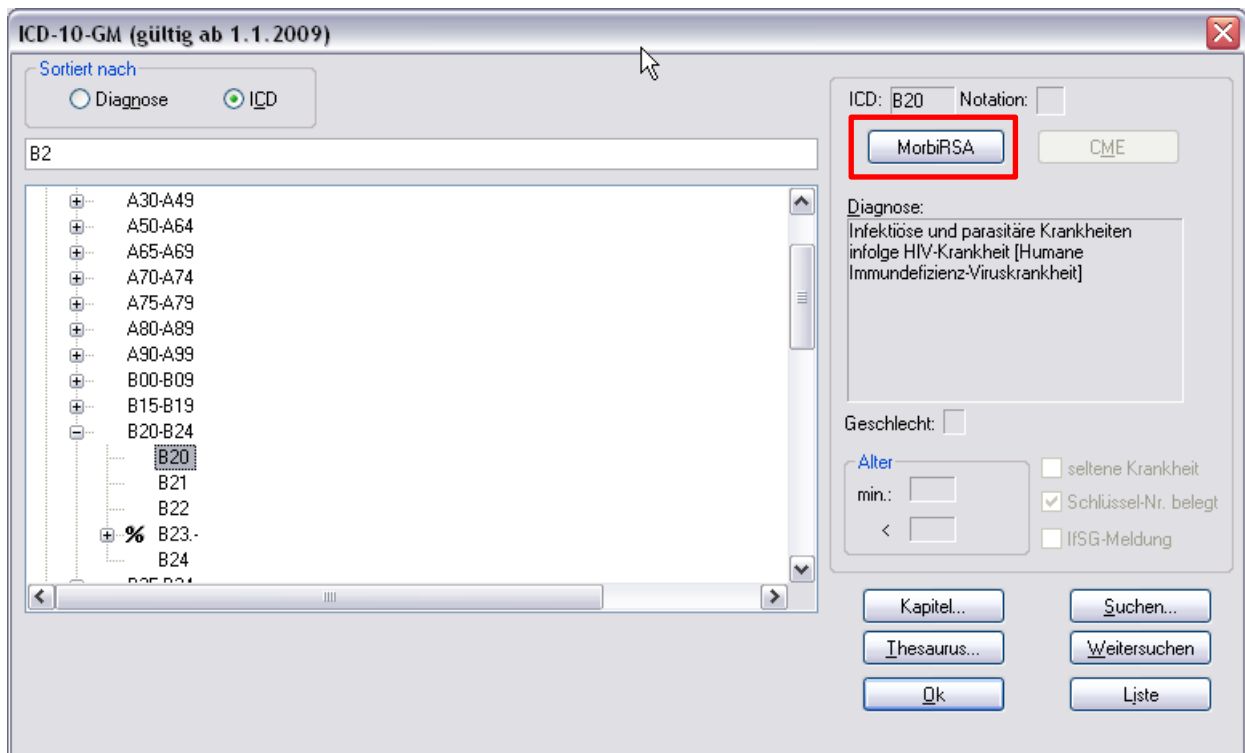 ICD-10-GM (gültig ab 1.1.2009)
Sortiert nach
Diagnose
ICD
B2
A30-A49
A50-A64
A65-A69
A70-A74
A75-A79
A80-A89
A90-A99
B00-B09
B15-B19
B20-B24
B20
B21
B22
% B23.-
B24
ICD: B20 Notation:
MorbiRSA
CME
Diagnose:
Infektiöse und parasitäre Krankheiten
infolge HIV-Krankheit [Humane
Immundefizienz-Viruskrankheit]
Geschlecht:
Alter
min.:
<
seltene Krankheit
Schlüssel-Nr. belegt
IfSG-Meldung
Kapitel...
Suchen...
Thesaurus...
Weitersuchen
Ok
Liste